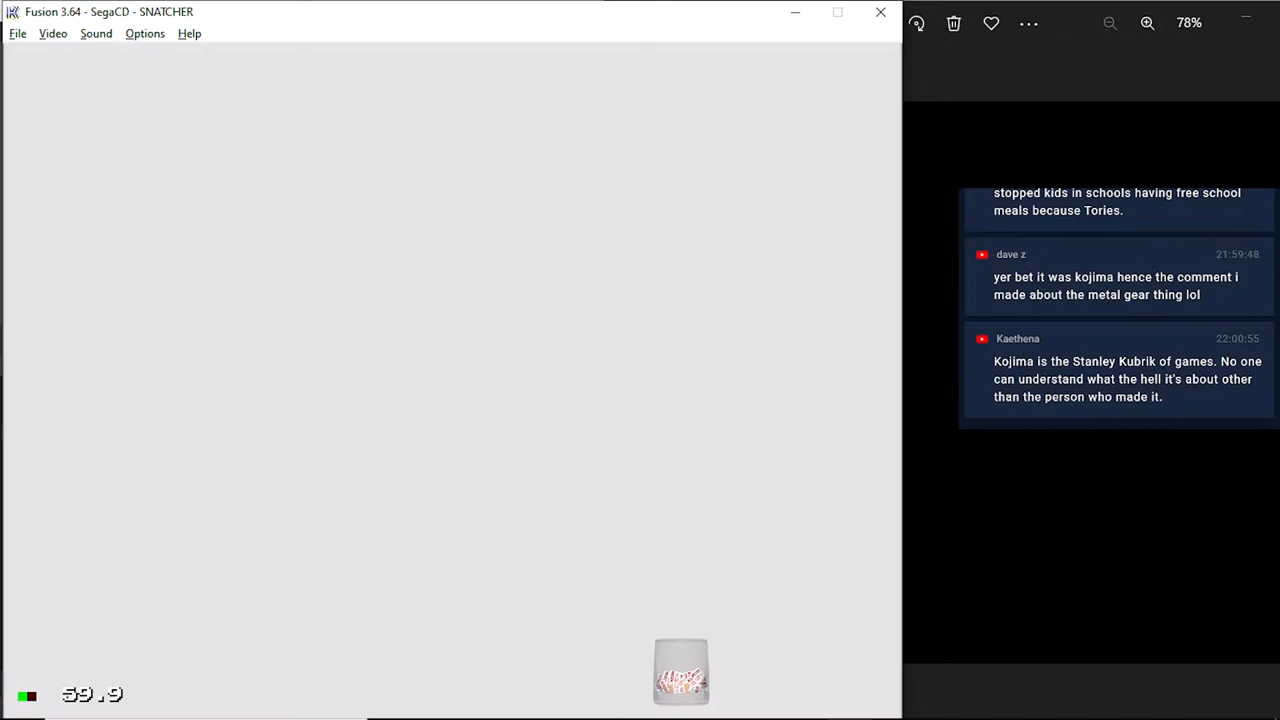 Fusion 3.64 - SegaCD - SNATCHER
File Video Sound Options Help
78%
stopped kids in schools having free school
meals because Tories.
dave z 21:59:48
yer bet it was kojima hence the comment i
made about the metal gear thing lol
Kaethena 22:00:55
Kojima is the Stanley Kubrik of games. No one
can understand what the hell it's about other
than the person who made it.
59.9